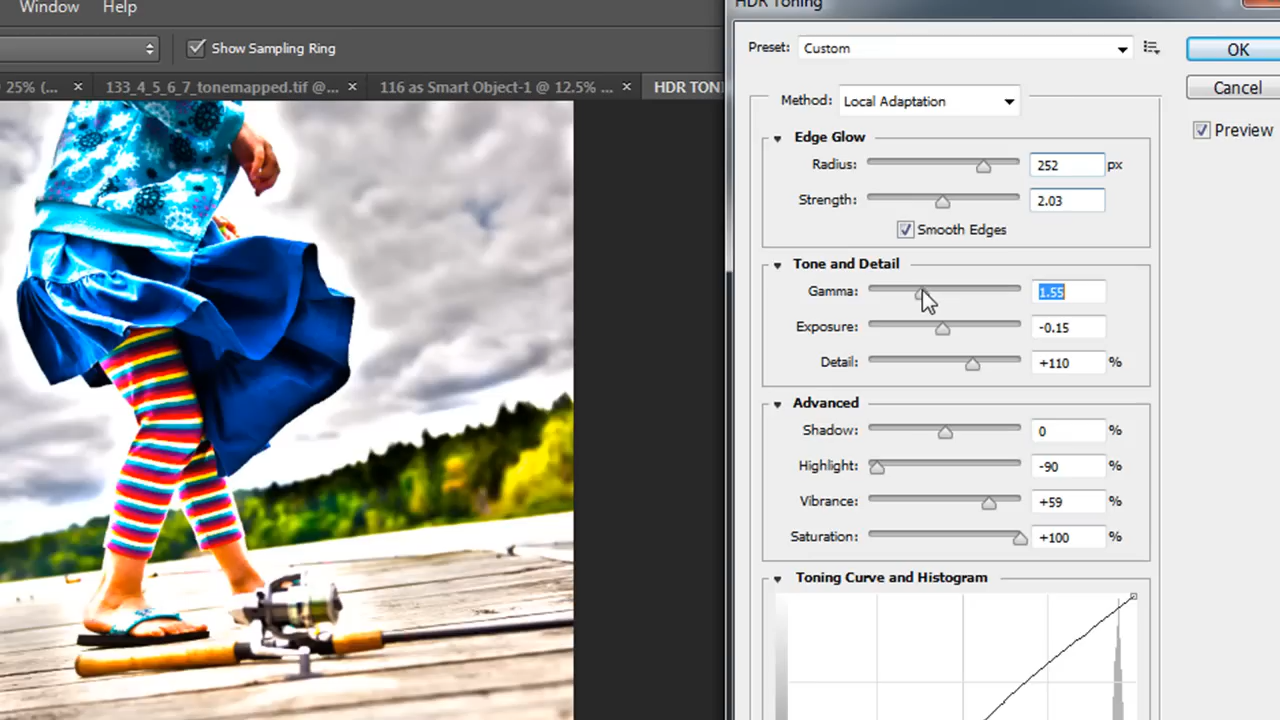 Window Help
HDR Toning
Show Sampling Ring
Preset: Custom
OK
25% (... × 133_4_5_6_7_tonemapped.tif @... × 116 as Smart Object-1 @ 12.5% ... × HDR TON
Cancel
Method: Local Adaptation
Preview
Edge Glow
Radius: 252 px
Strength: 2.03
Smooth Edges
Tone and Detail
Gamma: 1.55
Exposure: -0.15
Detail: +110 %
Advanced
Shadow: 0 %
Highlight: -90 %
Vibrance: +59 %
Saturation: +100 %
Toning Curve and Histogram